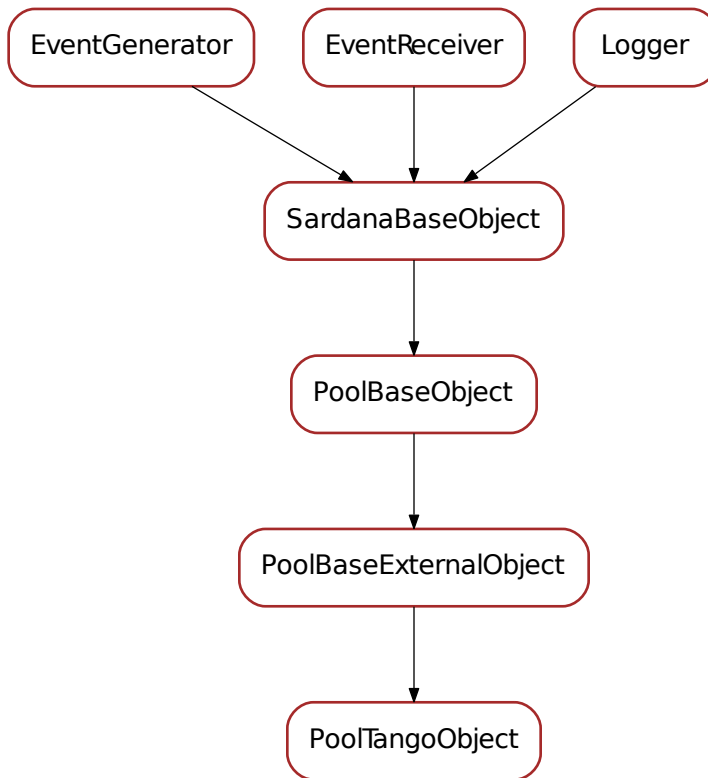 EventGenerator
EventReceiver
Logger
SardanaBaseObject
PoolBaseObject
PoolBaseExternalObject
PoolTangoObject